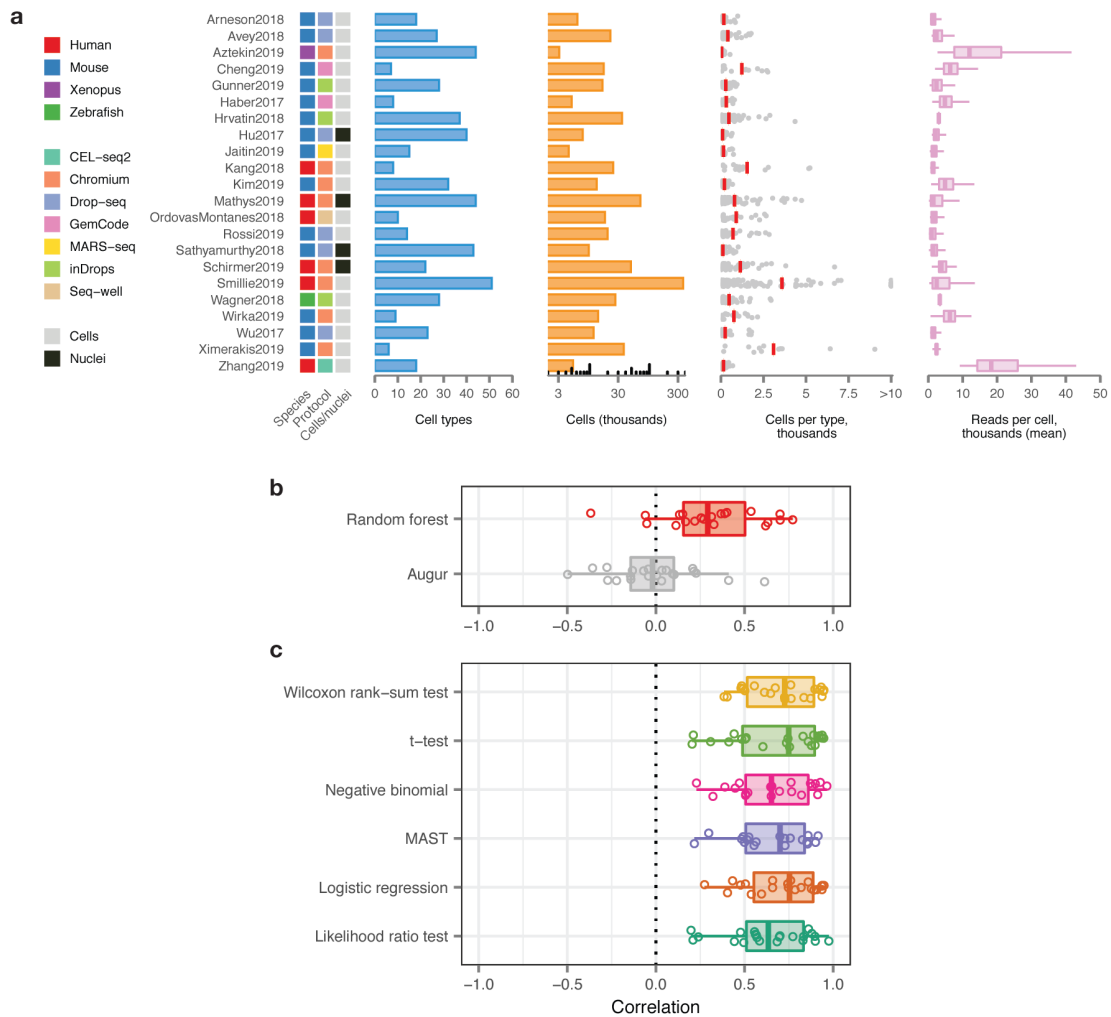 a
Human
Mouse
Xenopus
Zebrafish
CEL−seq2
Chromium
Drop−seq
GemCode
MARS−seq
inDrops
Seq−well
Cells
Nuclei
Arneson2018
Avey2018
Aztekin2019
Cheng2019
Gunner2019
Haber2017
Hrvatin2018
Hu2017
Jaitin2019
Kang2018
Kim2019
Mathys2019
OrdovasMontanes2018
Rossi2019
Sathyamurthy2018
Schirmer2019
Smillie2019
Wagner2018
Wirka2019
Wu2017
Ximerakis2019
Zhang2019
Species
Protocol
Cells/nuclei
0 10 20 30 40 50 60
Cell types
3 30 300
Cells (thousands)
0 2.5 5 7.5 >10
Cells per type,
thousands
0 10 20 30 40 50
Reads per cell,
thousands (mean)
b
Random forest
Augur
−1.0 −0.5 0.0 0.5 1.0
c
Wilcoxon rank−sum test
t−test
Negative binomial
MAST
Logistic regression
Likelihood ratio test
−1.0 −0.5 0.0 0.5 1.0
Correlation